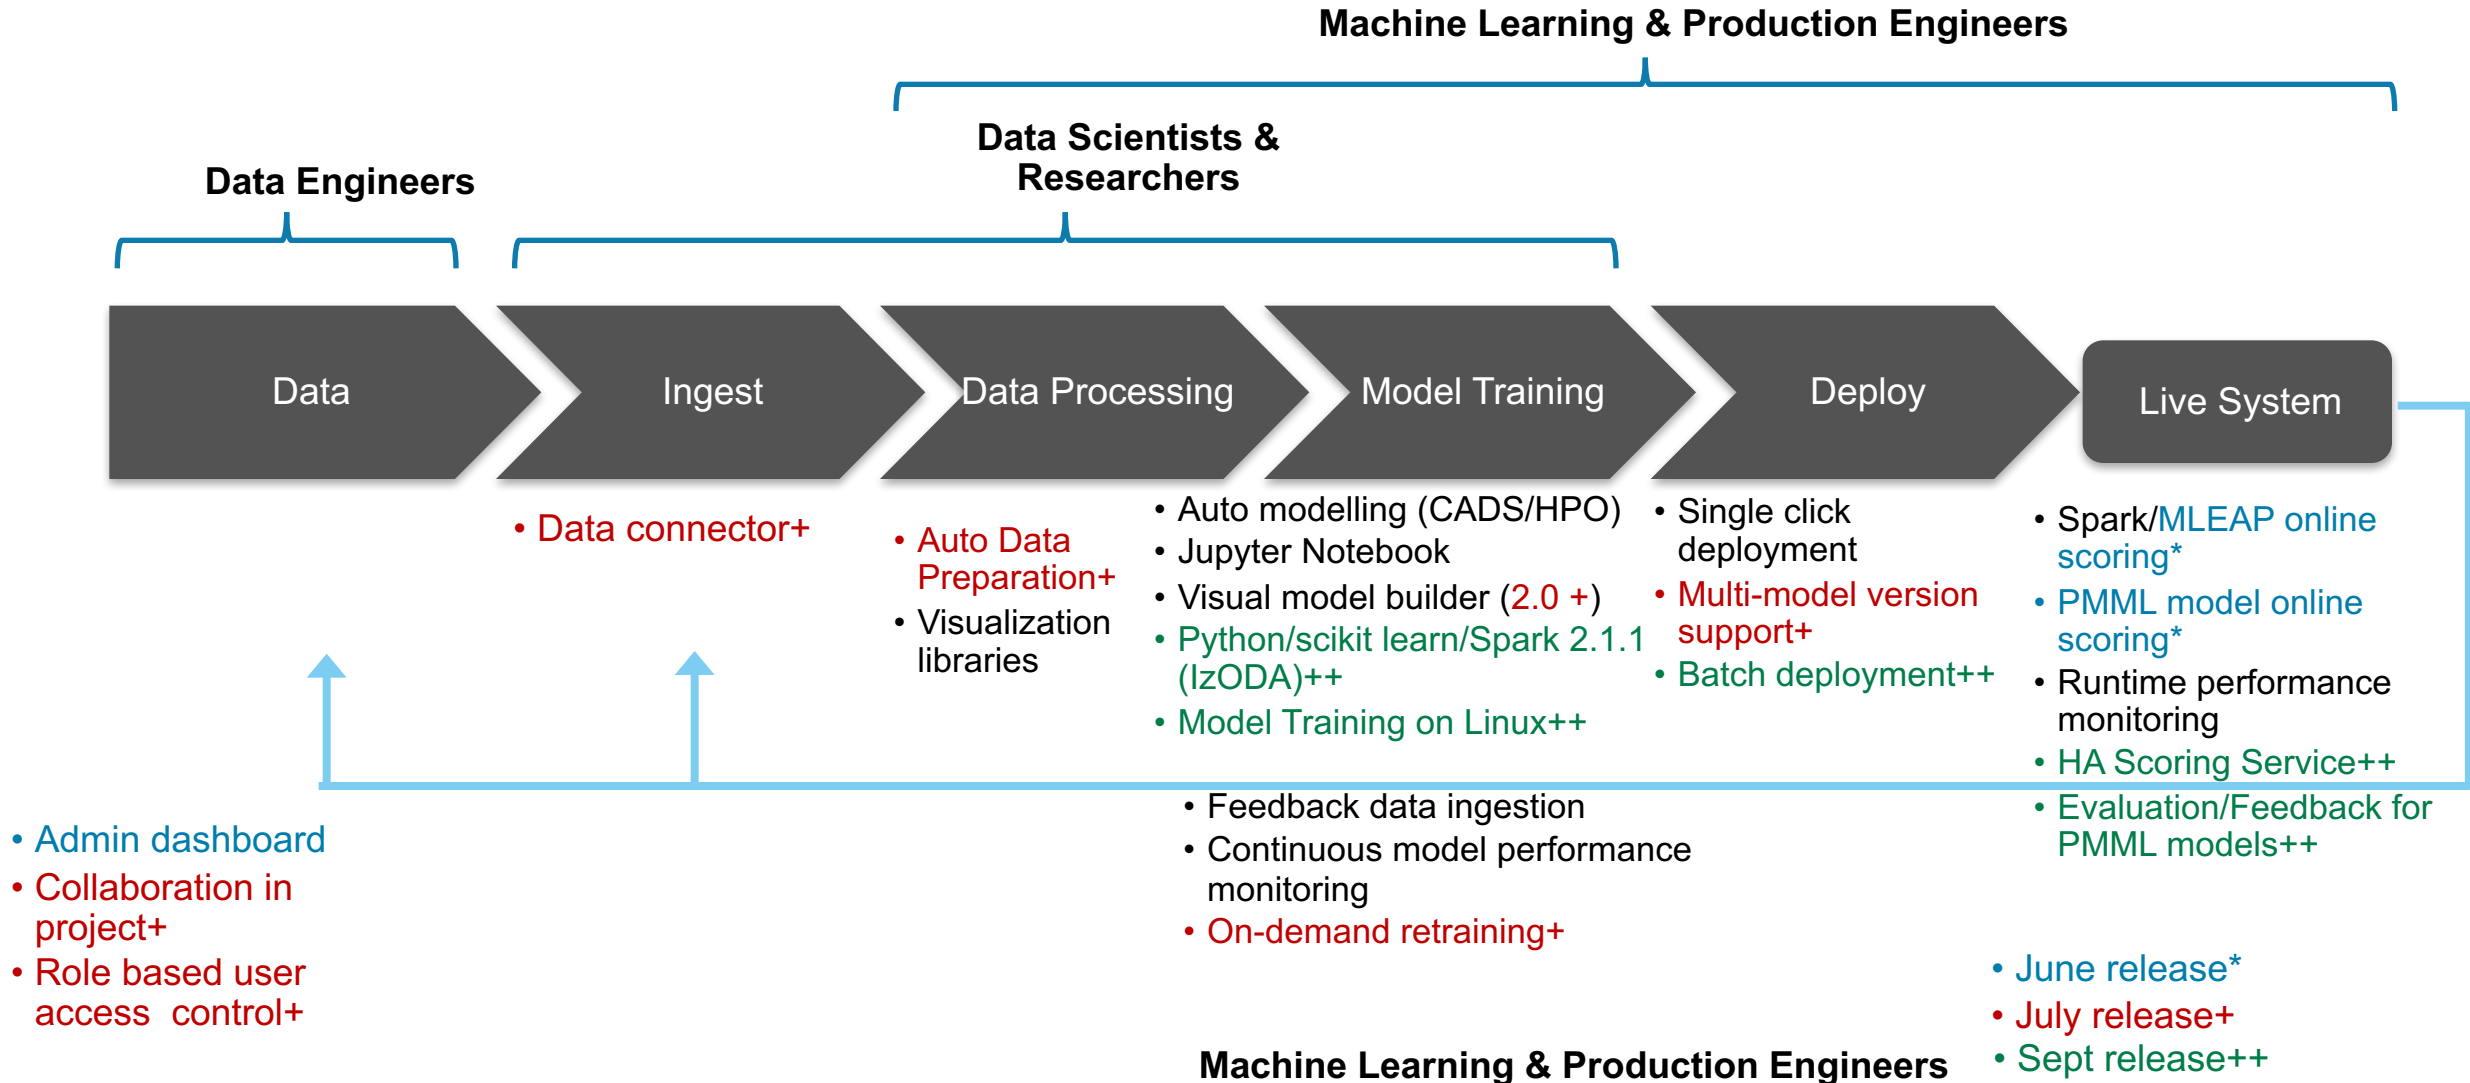 Machine Learning & Production Engineers
Data Scientists &
Researchers
Data Engineers
Data
Ingest
Data Processing
Model Training
Deploy
Live System
• Data connector+
• Auto Data
Preparation+
• Visualization
libraries
• Auto modelling (CADS/HPO)
• Jupyter Notebook
• Visual model builder (2.0 +)
• Python/scikit learn/Spark 2.1.1
(IzODA)++
• Model Training on Linux++
• Single click
deployment
• Multi-model version
support+
• Batch deployment++
• Spark/MLEAP online
scoring*
• PMML model online
scoring*
• Runtime performance
monitoring
• HA Scoring Service++
• Evaluation/Feedback for
PMML models++
• Feedback data ingestion
• Continuous model performance
monitoring
• On-demand retraining+
• Admin dashboard
• Collaboration in
project+
• Role based user
access  control+
• June release*
• July release+
• Sept release++
Machine Learning & Production Engineers